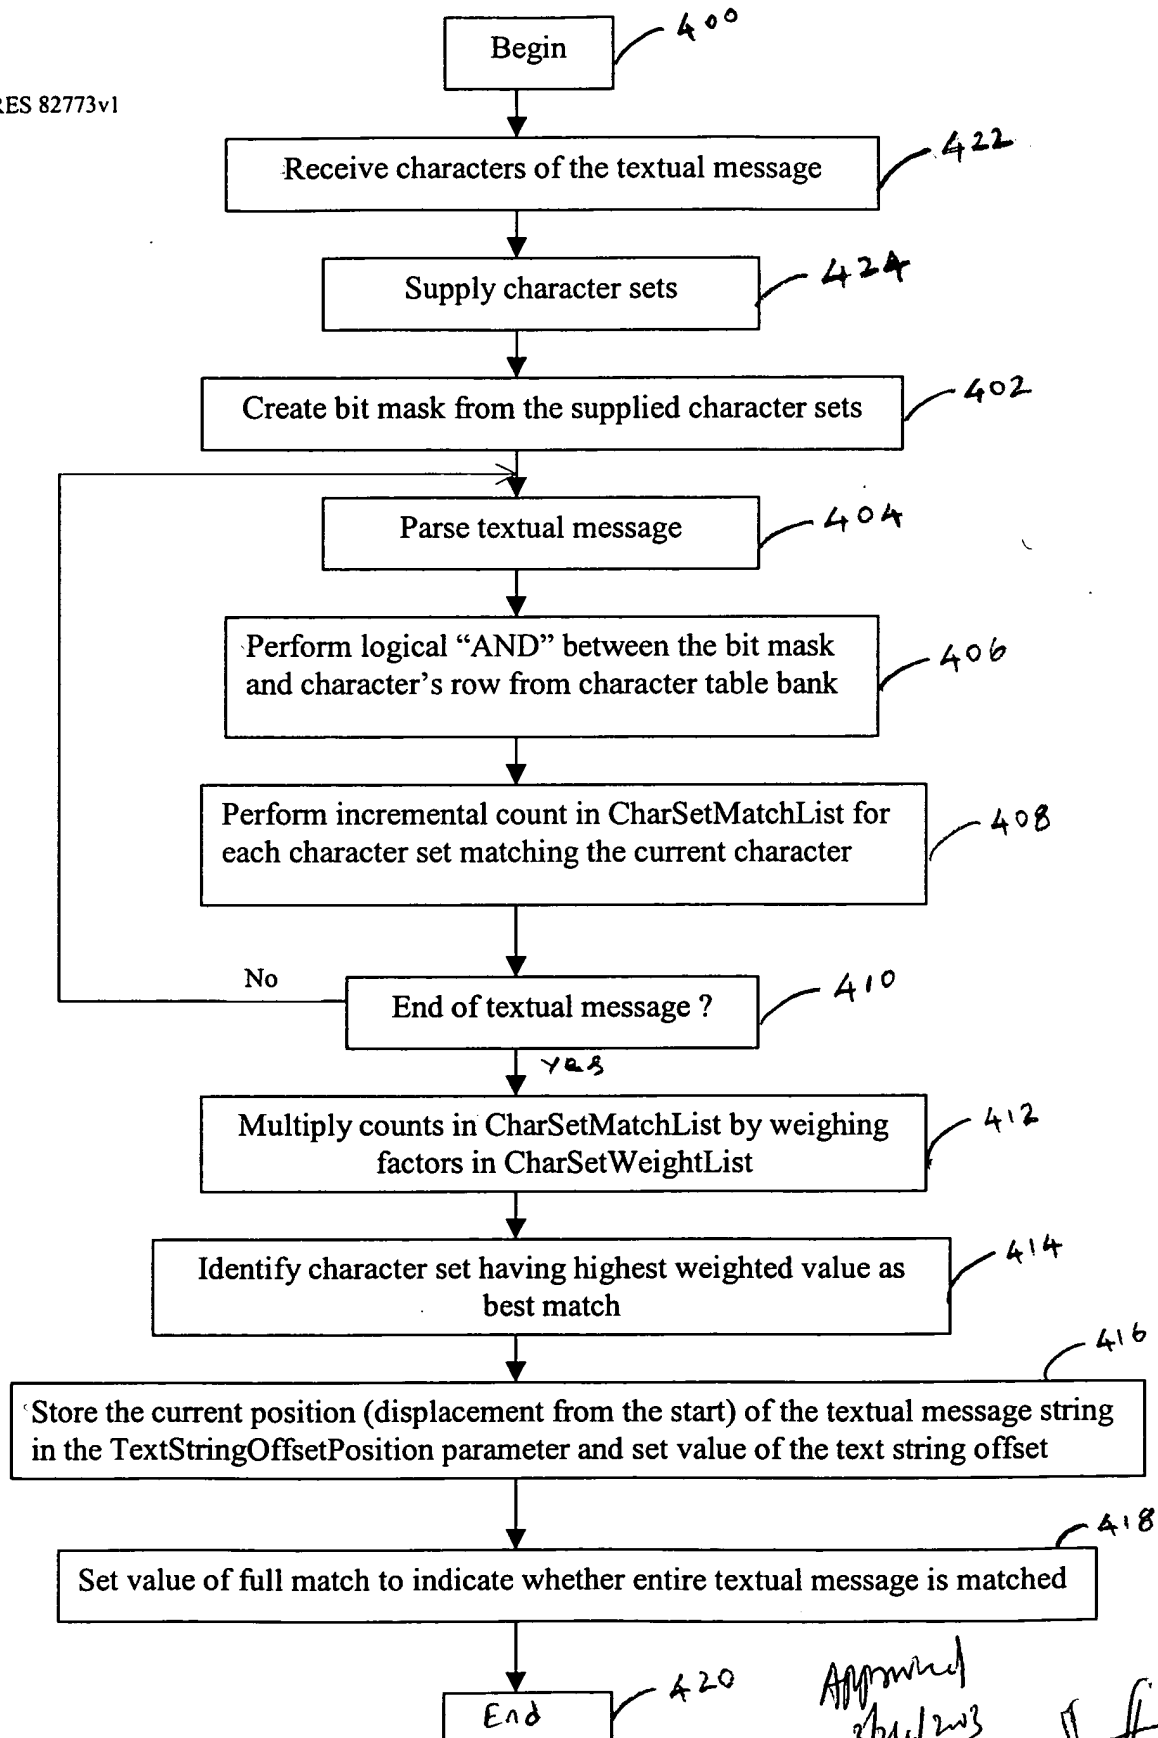 Begin
400
RES 82773v1
Receive characters of the textual message
422
Supply character sets
424
Create bit mask from the supplied character sets
402
Parse textual message
404
Perform logical “AND” between the bit mask
and character's row from character table bank
406
Perform incremental count in CharSetMatchList for
each character set matching the current character
408
No
End of textual message ?
410
yes
Multiply counts in CharSetMatchList by weighing
factors in CharSetWeightList
412
Identify character set having highest weighted value as
best match
414
416
Store the current position (displacement from the start) of the textual message string
in the TextStringOffsetPosition parameter and set value of the text string offset
418
Set value of full match to indicate whether entire textual message is matched
End
420
Approved